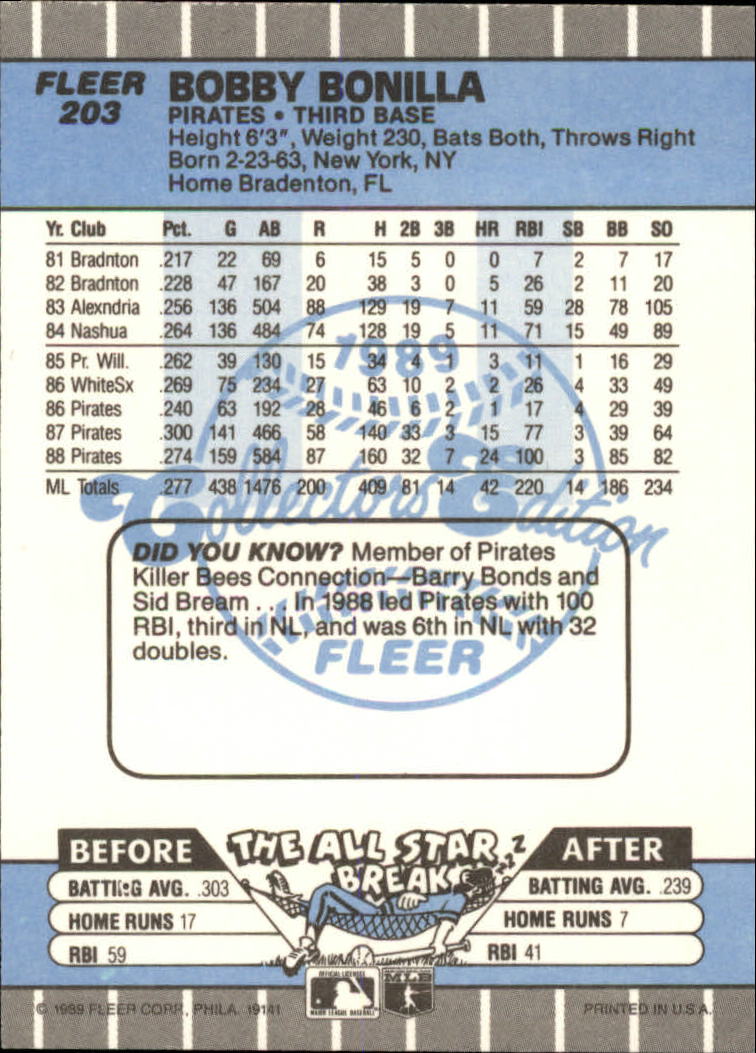 FLEER BOBBY BONILLA
203 PIRATES • THIRD BASE
Height 6'3", Weight 230, Bats Both, Throws Right
Born 2-23-63, New York, NY
Home Bradenton, FL
Yr. Club Pct. G AB R H 2B 3B HR RBI SB BB SO
81 Bradnton .217 22 69 6 15 5 0 0 7 2 7 17
82 Bradnton .228 47 167 20 38 3 0 5 26 2 11 20
83 Alexndria .256 136 504 88 129 19 7 11 59 28 78 105
84 Nashua .264 136 484 74 128 19 5 11 71 15 49 89
85 Pr. Will. .262 39 130 15 34 4 1 3 11 1 16 29
86 WhiteSx .269 75 234 27 63 10 2 2 26 4 33 49
86 Pirates .240 63 192 28 46 6 2 1 17 4 29 39
87 Pirates .300 141 466 58 140 33 3 15 77 3 39 64
88 Pirates .274 159 584 87 160 32 7 24 100 3 85 82
ML Totals .277 438 1476 200 409 81 14 42 220 14 186 234
1989
Collectors Edition
FLEER
DID YOU KNOW? Member of Pirates
Killer Bees Connection—Barry Bonds and
Sid Bream . . . In 1988 led Pirates with 100
RBI, third in NL, and was 6th in NL with 32
doubles.
BEFORE THE ALL STAR BREAK Z Z Z AFTER
BATTING AVG. .303 BATTING AVG. .239
HOME RUNS 17 HOME RUNS 7
RBI 59 RBI 41
OFFICIAL LICENSEE
MAJOR LEAGUE BASEBALL
MLB
© 1989 FLEER CORP., PHILA. 19141 PRINTED IN U.S.A.